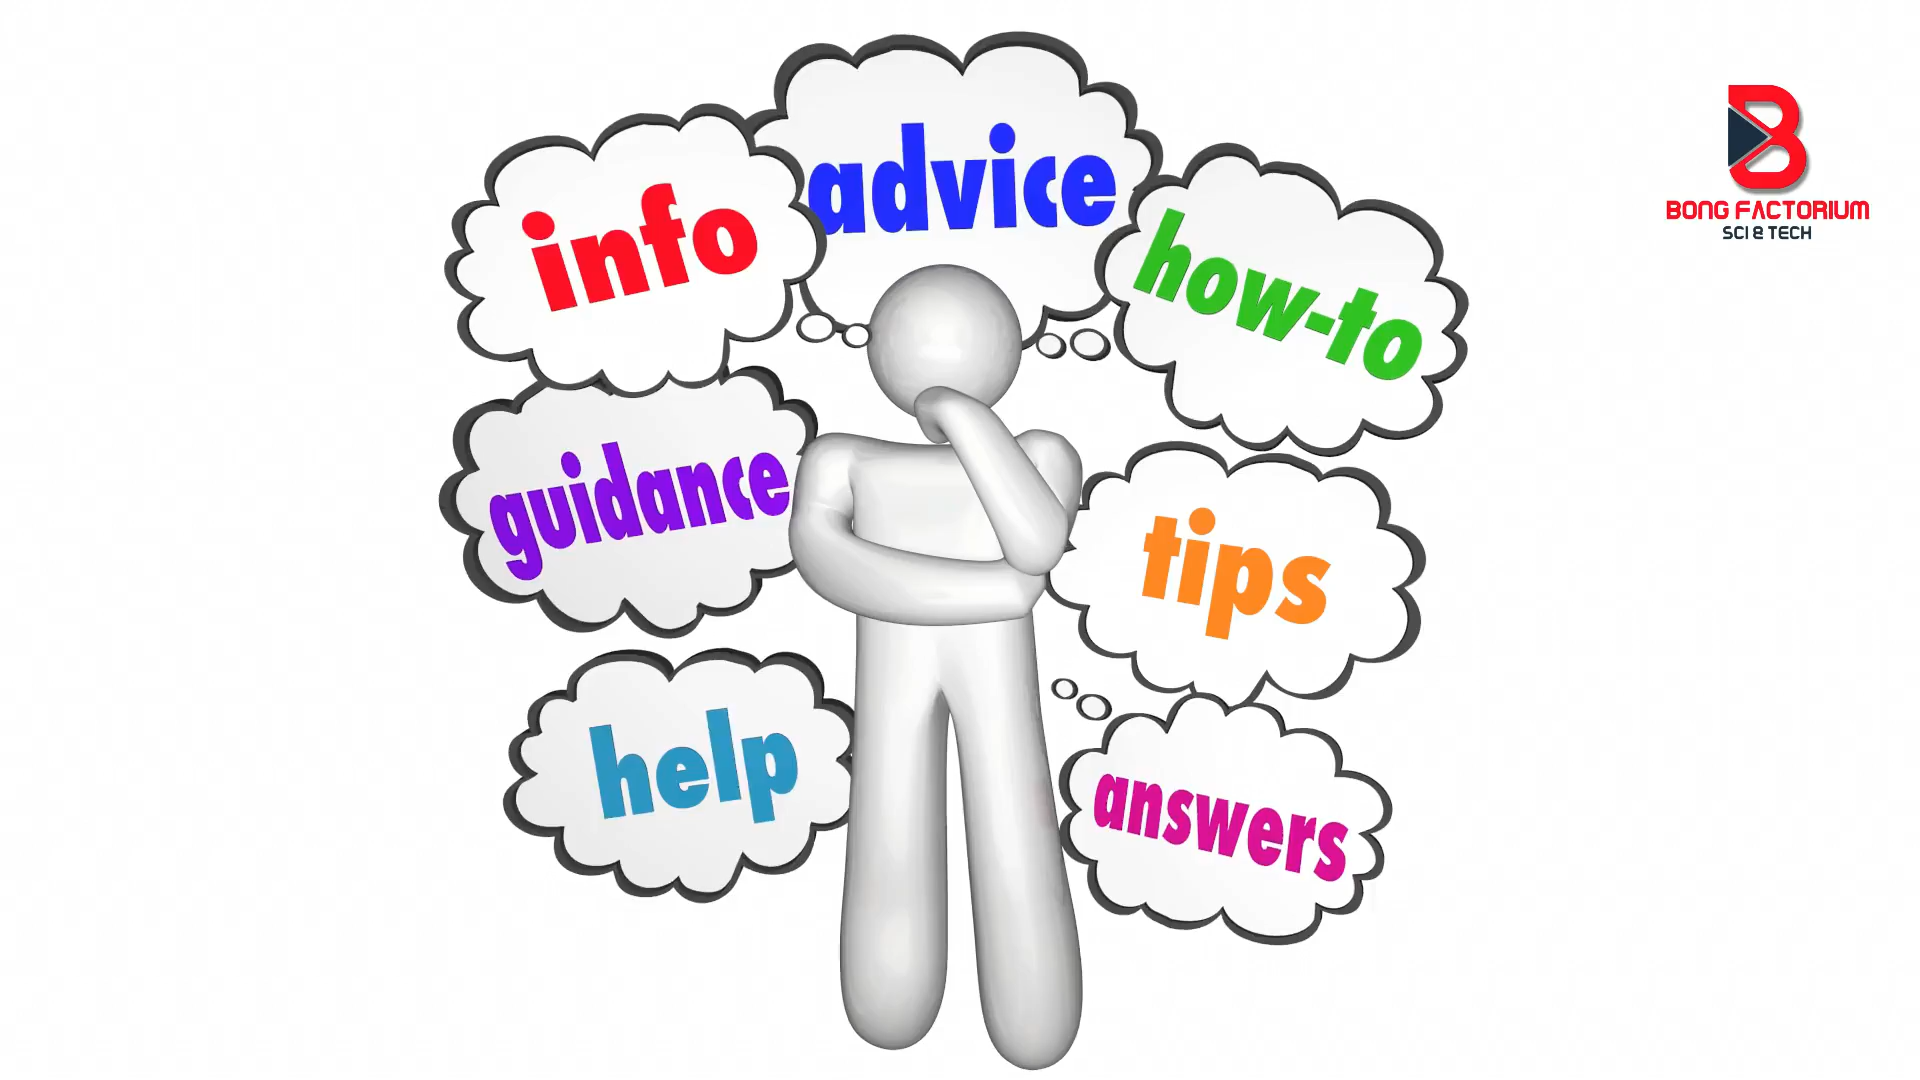 advice
info
how-to
guidance
tips
help
answers
BONG FACTORIUM
SCI & TECH